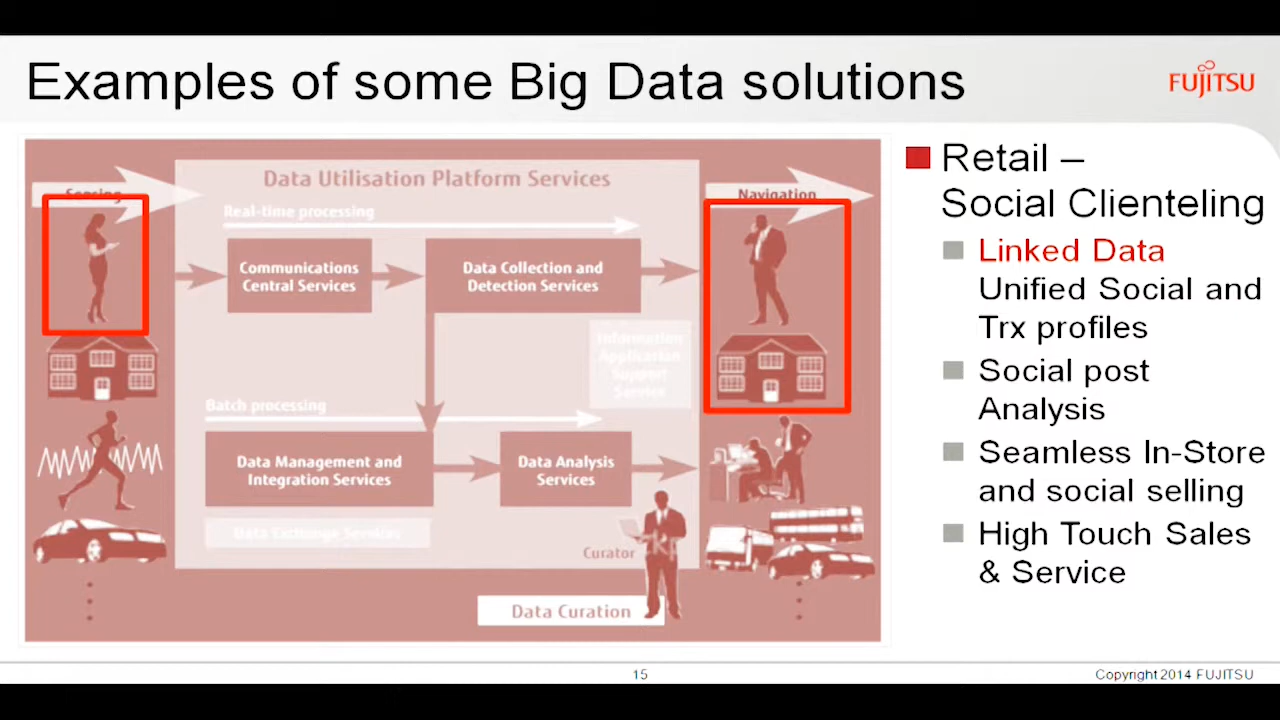 Examples of some Big Data solutions
FUJITSU
Sensing
Data Utilisation Platform Services
Real-time processing
Communications
Central Services
Data Collection and
Detection Services
Navigation
Information
Application
Support
Service
Batch processing
Data Management and
Integration Services
Data Analysis
Services
Data Exchange Services
Curator
Data Curation
Retail –
Social Clienteling
Linked Data
Unified Social and
Trx profiles
Social post
Analysis
Seamless In-Store
and social selling
High Touch Sales
& Service
15
Copyright 2014 FUJITSU